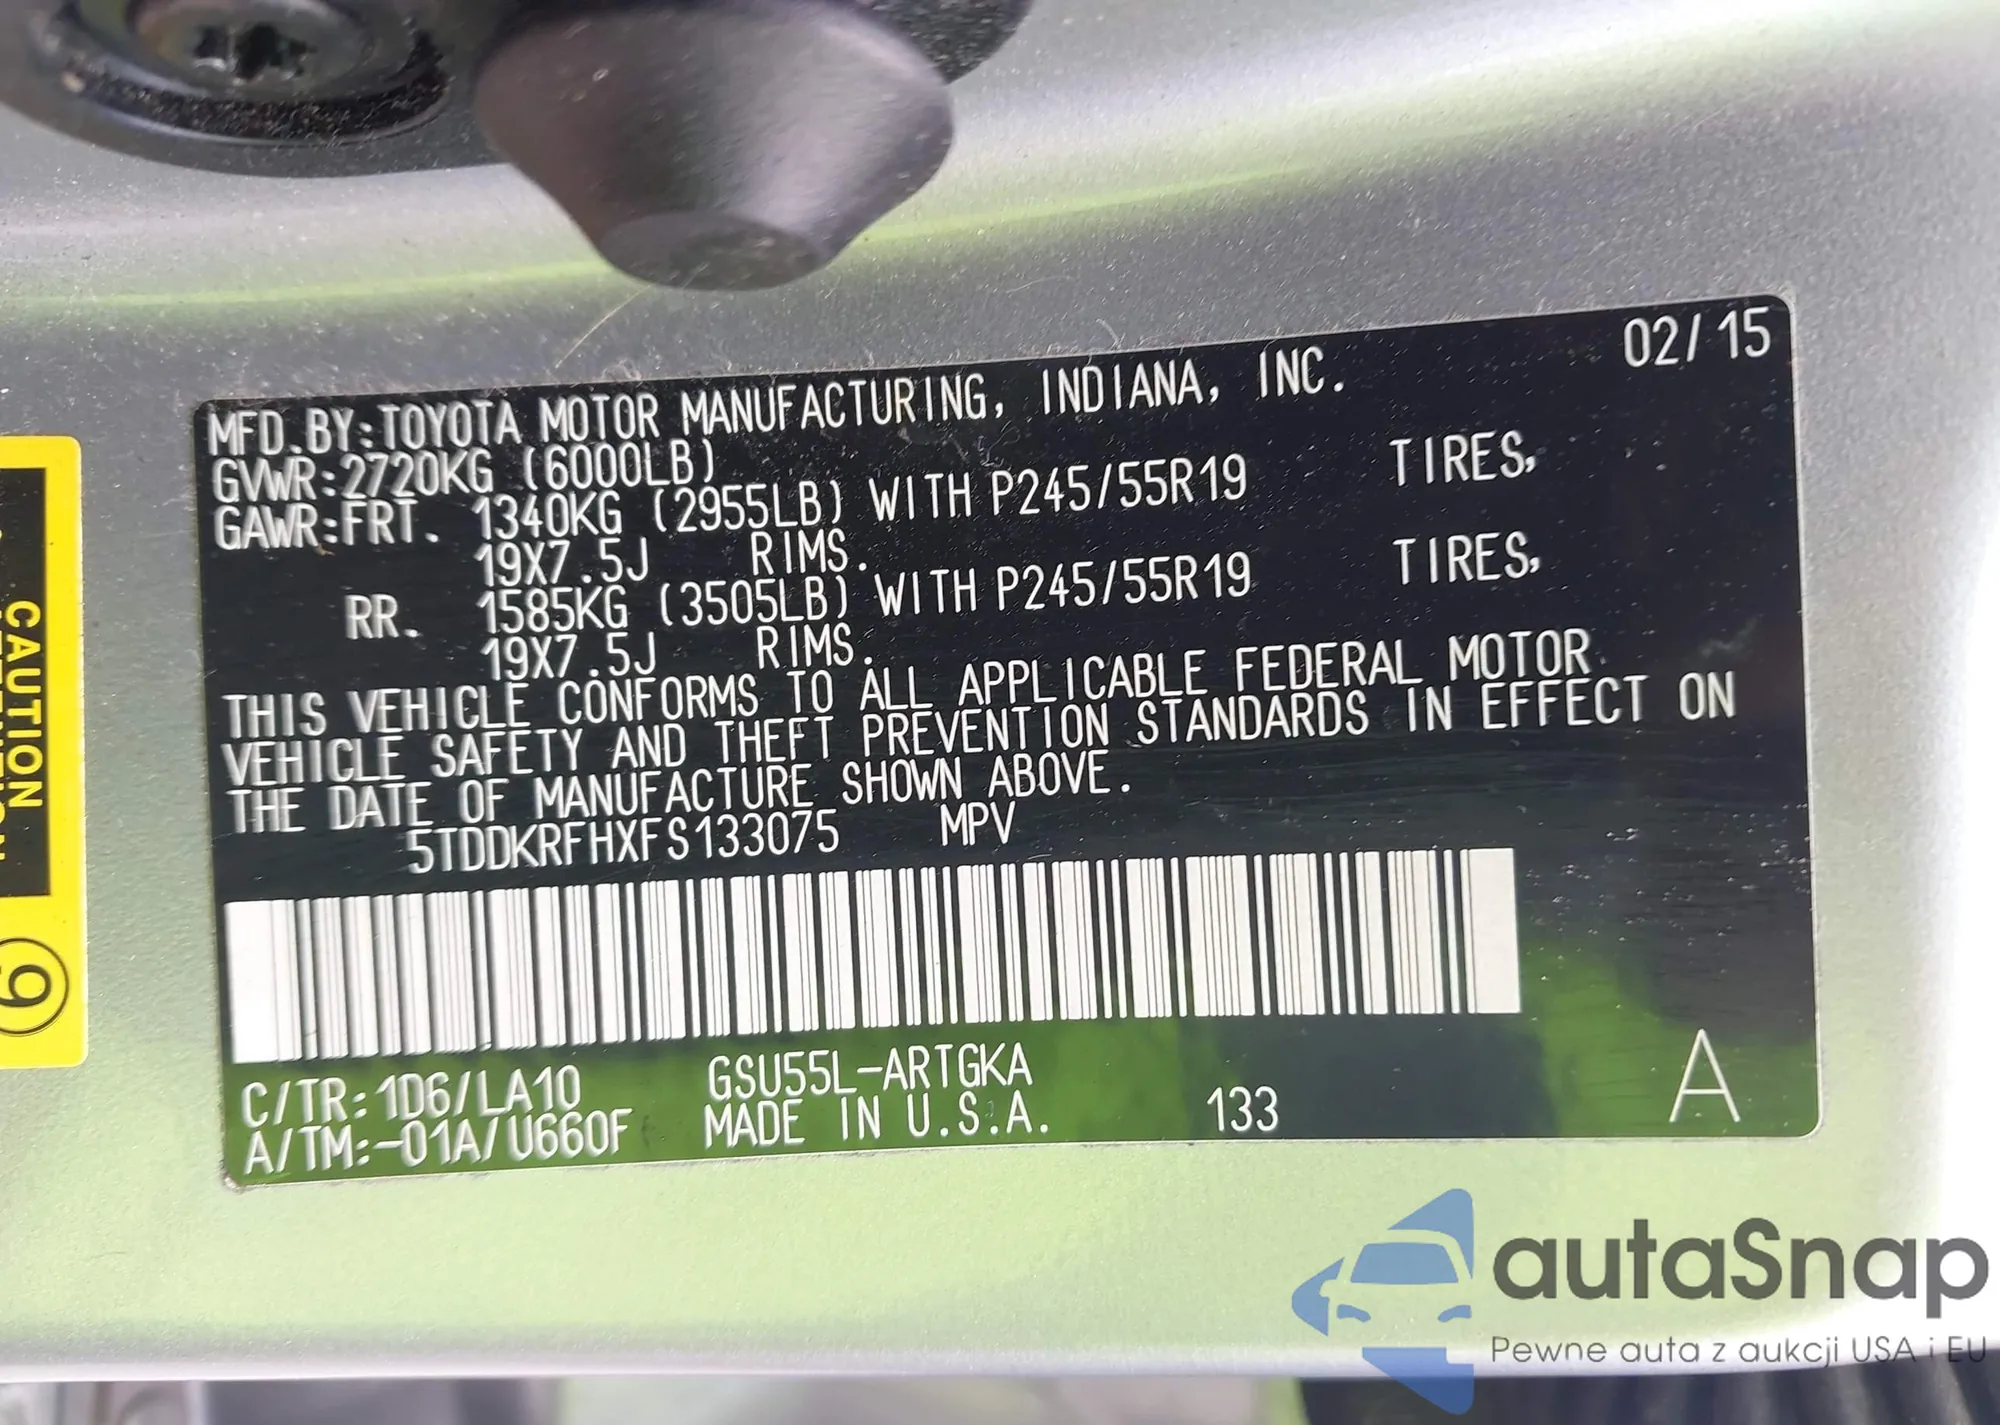 02/15
MFD.BY:TOYOTA MOTOR MANUFACTURING, INDIANA, INC.
GVWR:2720KG (6000LB)
GAWR:FRT. 1340KG (2955LB) WITH P245/55R19 TIRES,
19X7.5J RIMS.
RR. 1585KG (3505LB) WITH P245/55R19 TIRES,
19X7.5J RIMS.
THIS VEHICLE CONFORMS TO ALL APPLICABLE FEDERAL MOTOR
VEHICLE SAFETY AND THEFT PREVENTION STANDARDS IN EFFECT ON
THE DATE OF MANUFACTURE SHOWN ABOVE.
5TDDKRFHXFS133075 MPV
C/TR:1D6/LA10 GSU55L-ARTGKA
A/TM:-01A/U660F MADE IN U.S.A. 133 A
CAUTION
9
autaSnap
Pewne auta z aukcji USA i EU